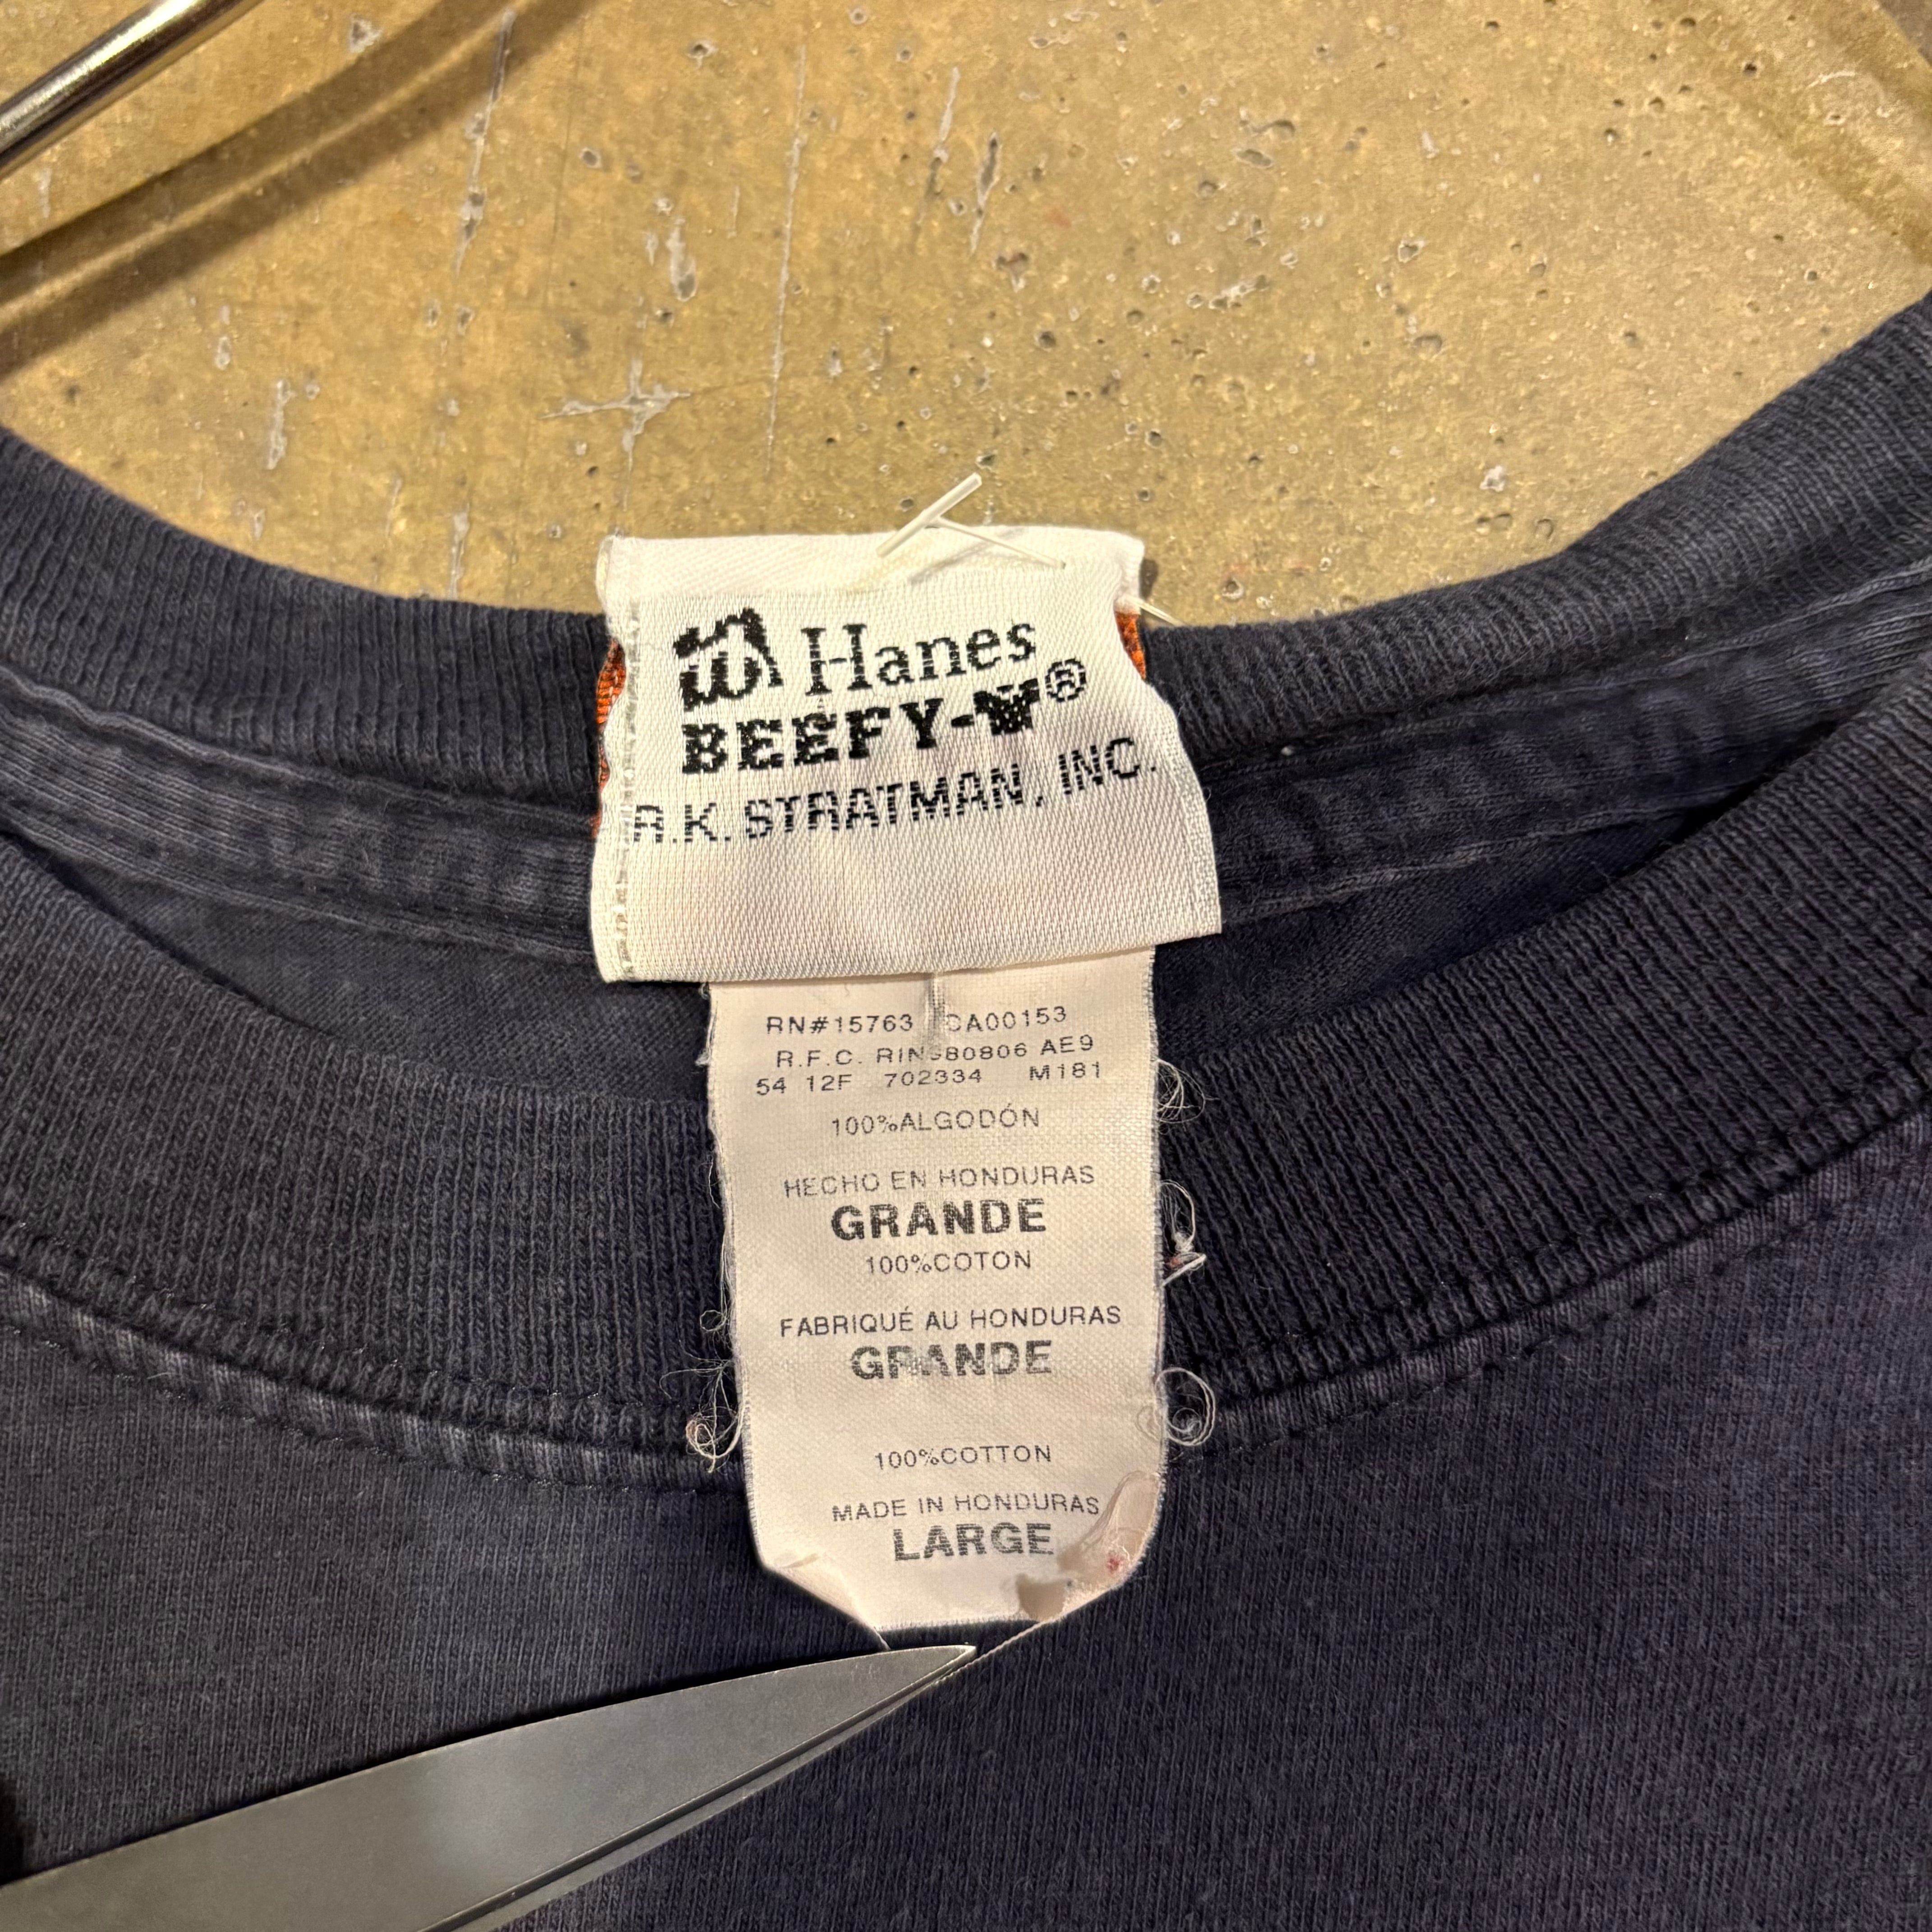 Hanes
BEEFY-T®
R.K. STRATMAN, INC.
RN#15763 CA00153
R.F.C. RIN980806 AE9
54 12F 702334 M181
100%ALGODÓN
HECHO EN HONDURAS
GRANDE
100%COTON
FABRIQUÉ AU HONDURAS
GRANDE
100%COTTON
MADE IN HONDURAS
LARGE